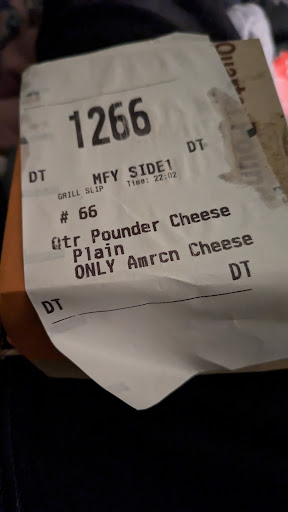 1266
DT
DT
MFY SIDE1
GRILL SLIP Time: 22:02
# 66
Qtr Pounder Cheese
Plain
ONLY Amrcn Cheese
DT
DT